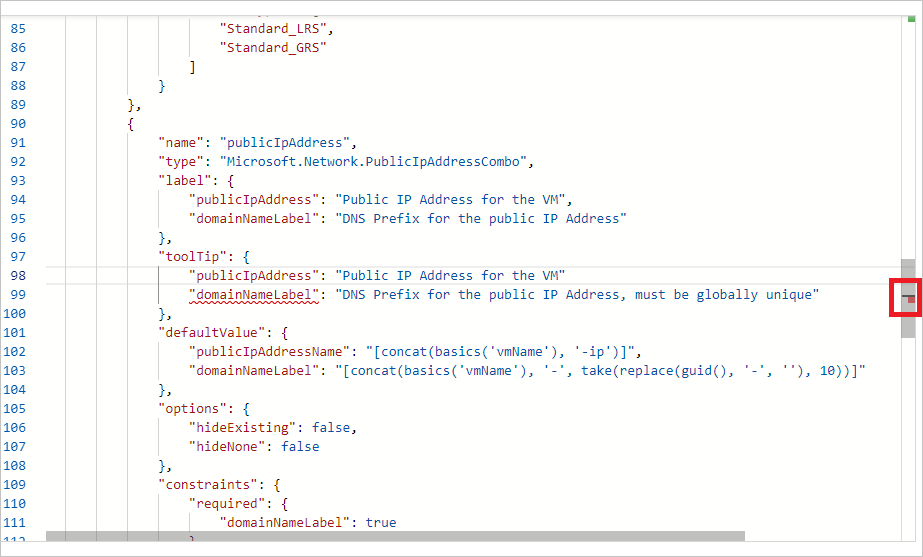 85 "Standard_LRS",
86 "Standard_GRS"
87 ]
88 }
89 },
90 {
91 "name": "publicIpAddress",
92 "type": "Microsoft.Network.PublicIpAddressCombo",
93 "label": {
94 "publicIpAddress": "Public IP Address for the VM",
95 "domainNameLabel": "DNS Prefix for the public IP Address"
96 },
97 "toolTip": {
98 "publicIpAddress": "Public IP Address for the VM"
99 "domainNameLabel": "DNS Prefix for the public IP Address, must be globally unique"
100 },
101 "defaultValue": {
102 "publicIpAddressName": "[concat(basics('vmName'), '-ip')]",
103 "domainNameLabel": "[concat(basics('vmName'), '-', take(replace(guid(), '-', ''), 10))]"
104 },
105 "options": {
106 "hideExisting": false,
107 "hideNone": false
108 },
109 "constraints": {
110 "required": {
111 "domainNameLabel": true
112 }